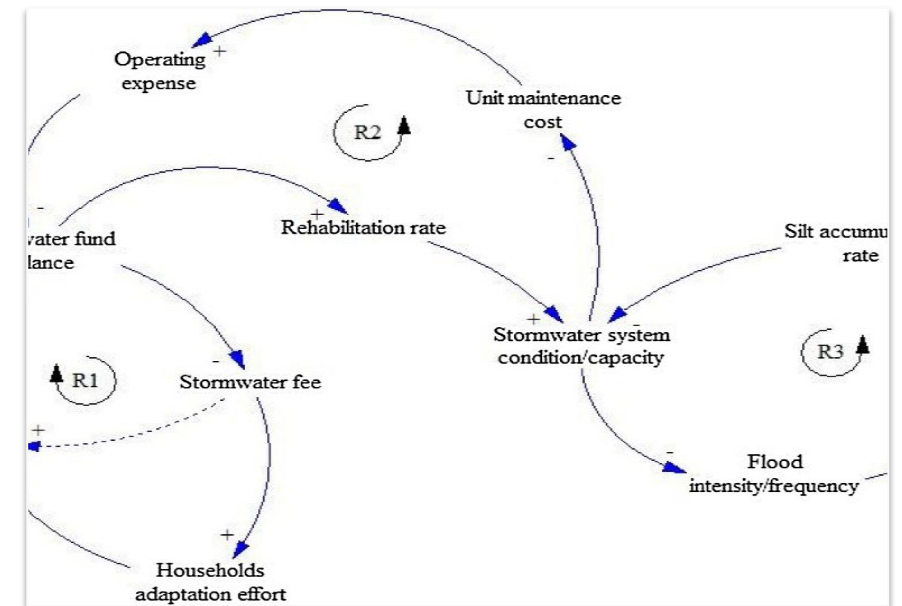 Operating
expense
+
Unit maintenance
cost
-
R2
-
+
Rehabilitation rate
water fund
lance
Silt accumu
rate
+
-
Stormwater system
condition/capacity
R3
-
Stormwater fee
R1
+
-
Flood
intensity/frequency
+
Households
adaptation effort